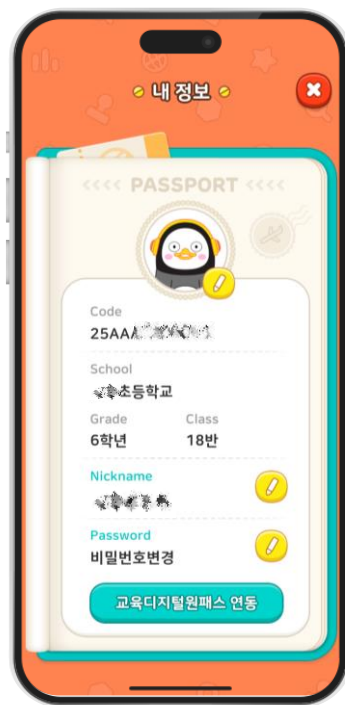 내 정보
<<<< PASSPORT <<<<
Code
25AA
School
초등학교
Grade Class
6학년 18반
Nickname
Password
비밀번호변경
교육디지털원패스 연동